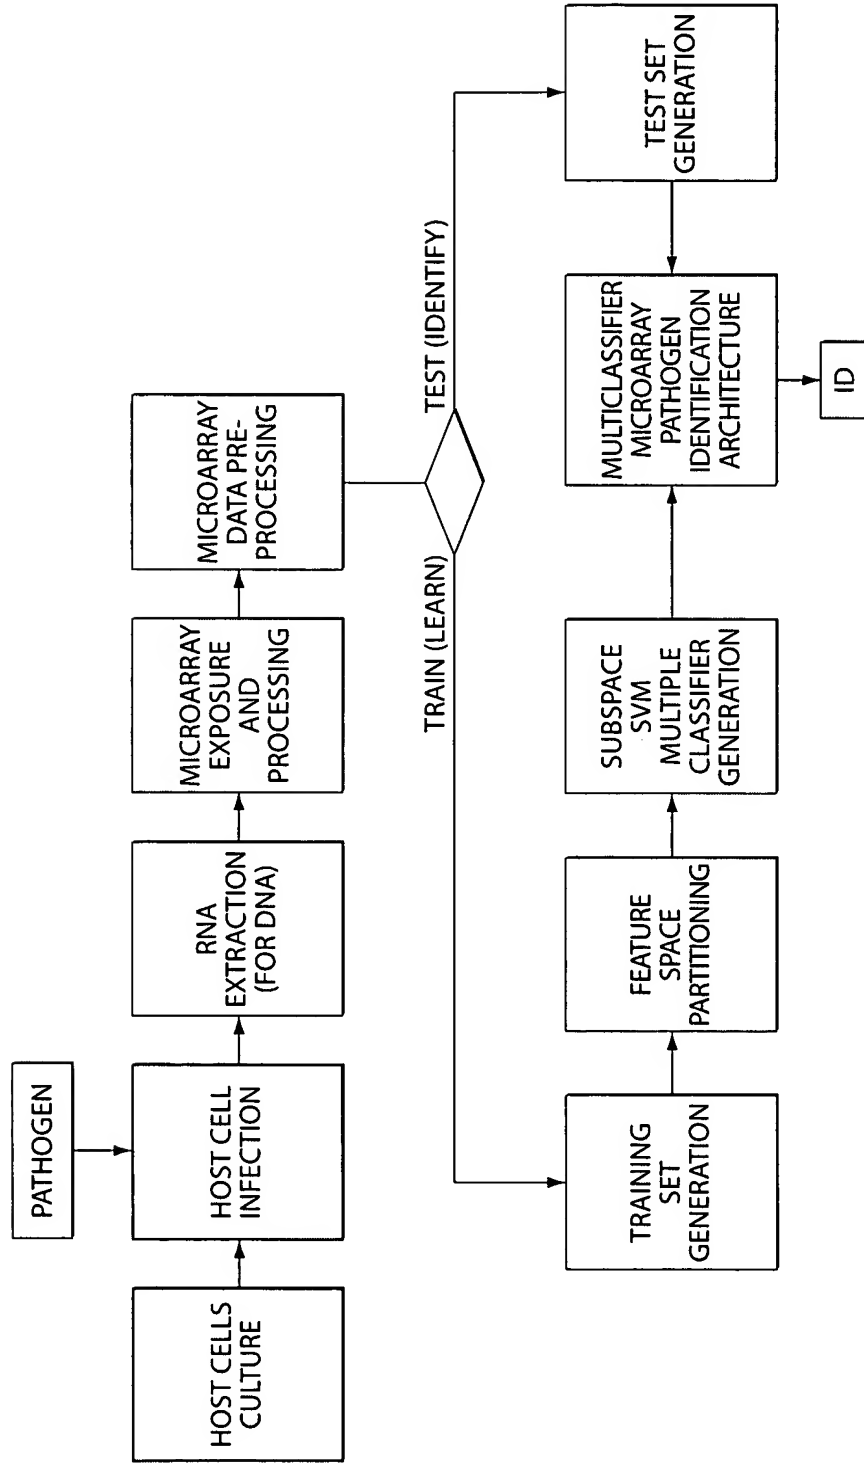 PATHOGEN
HOST CELLS
CULTURE
HOST CELL
INFECTION
RNA
EXTRACTION
(FOR DNA)
MICROARRAY
EXPOSURE
AND
PROCESSING
MICROARRAY
DATA PRE-
PROCESSING
TRAIN (LEARN)
TEST (IDENTIFY)
TRAINING
SET
GENERATION
FEATURE
SPACE
PARTITIONING
SUBSPACE
SVM
MULTIPLE
CLASSIFIER
GENERATION
MULTICLASSIFIER
MICROARRAY
PATHOGEN
IDENTIFICATION
ARCHITECTURE
TEST SET
GENERATION
ID